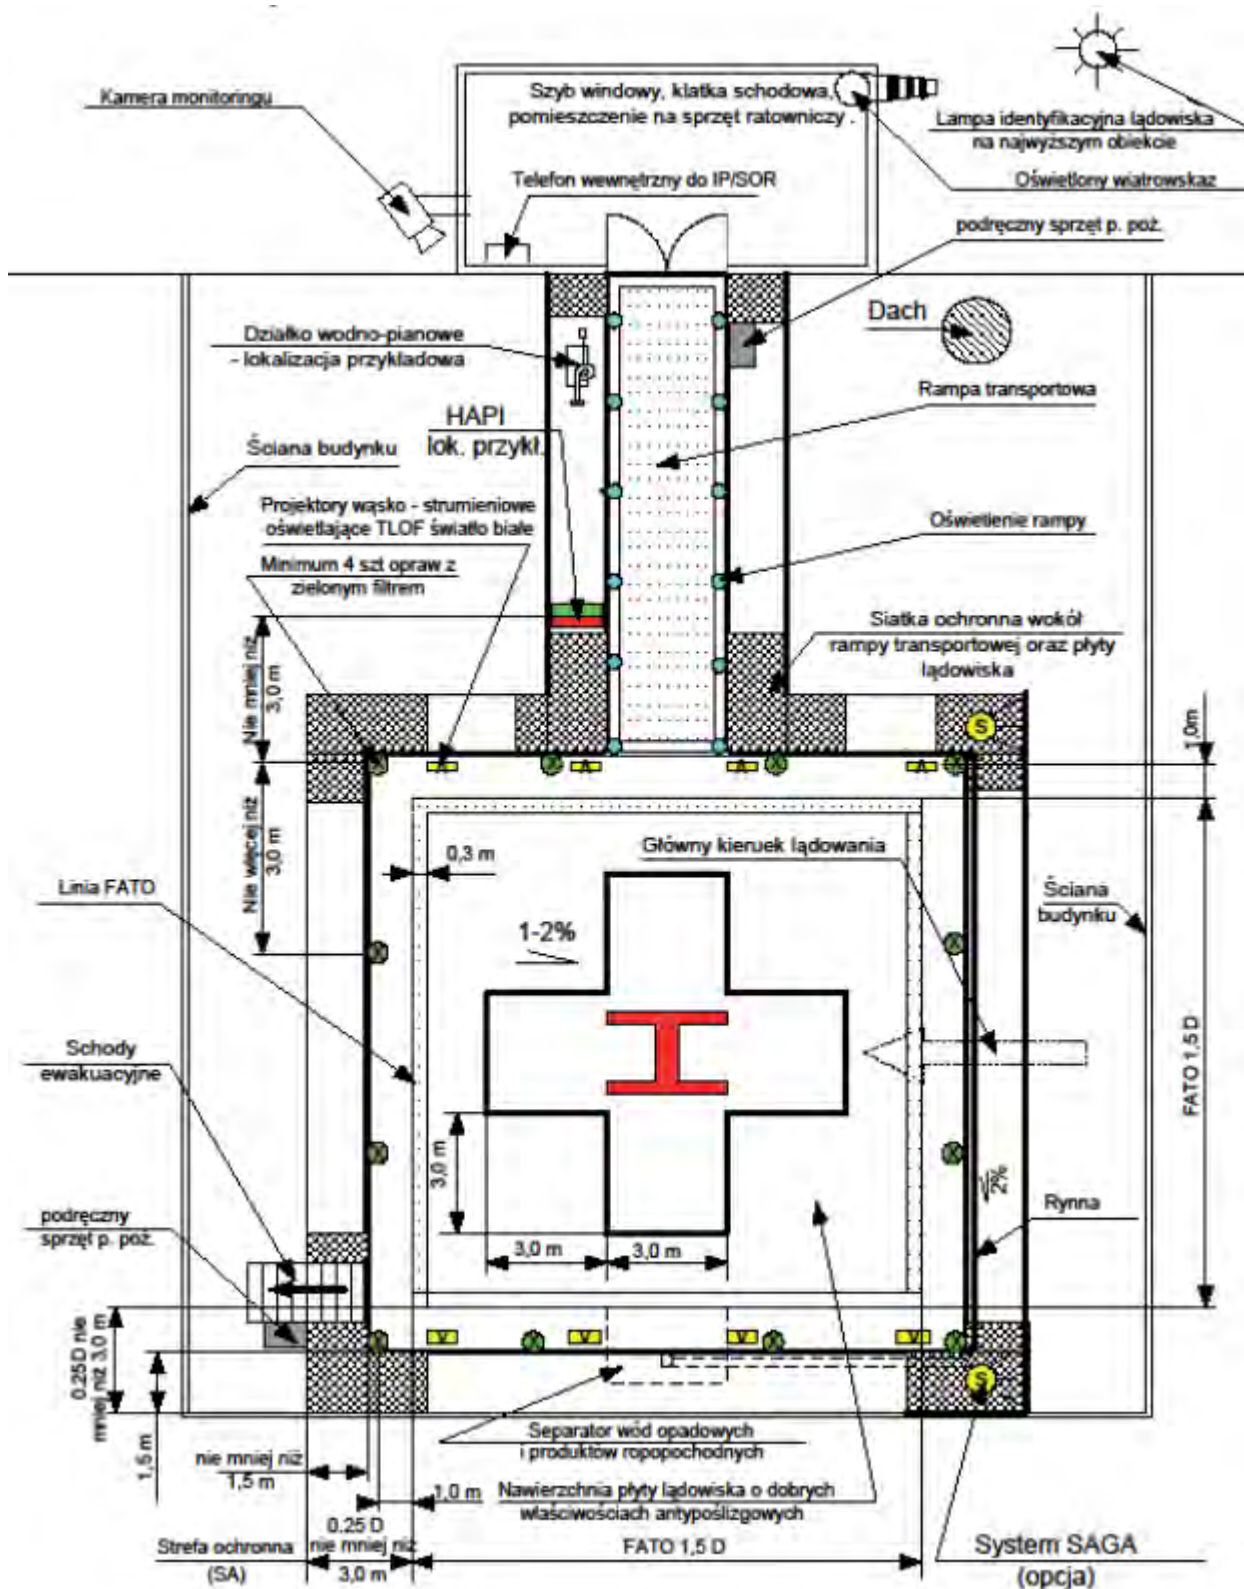 Kamera monitoringu
Szyb windowy, klatka schodowa,
pomieszczenie na sprzęt ratowniczy .
Lampa identyfikacyjna lądowiska
na najwyższym obiekcie
Telefon wewnętrzny do IP/SOR
Oświetlony wiatrowskaz
podręczny sprzęt p. poż.
Dach
Działko wodno-pianowe
- lokalizacja przykładowa
HAPI
lok. przykł.
Rampa transportowa
Ściana budynku
Projektory wąsko - strumieniowe
oświetlające TLOF światło białe
Oświetlenie rampy
Minimum 4 szt opraw z
zielonym filtrem
Siatka ochronna wokół
rampy transportowej oraz płyty
lądowiska
Nie mniej niż
3,0 m
S
1,0m
Nie więcej niż
3,0 m
0,3 m
Główny kieruek lądowania
Linia FATO
Ściana
budynku
1-2%
H
Schody
ewakuacyjne
FATO 1,5 D
3,0 m
2%
Rynna
podręczny
sprzęt p. poż.
3,0 m
3,0 m
0.25 D nie
mniej niż 3,0 m
S
1,5 m
Separator wód opadowych
i produktów ropopochodnych
nie mniej niż
1,5 m
1,0 m
Nawierzchnia płyty lądowiska o dobrych
właściwościach antypoślizgowych
Strefa ochronna
(SA)
0.25 D
nie mniej niż
3,0 m
FATO 1,5 D
System SAGA
(opcja)